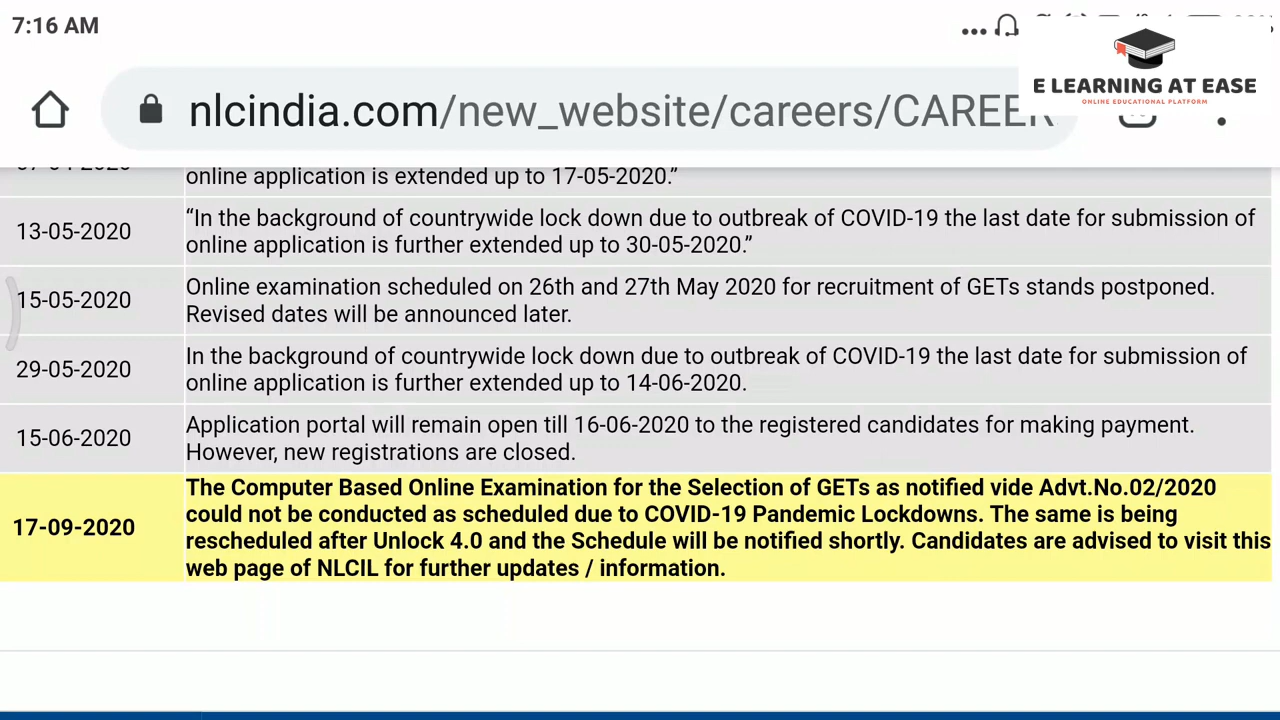 7:16 AM
E LEARNING AT EASE
ONLINE EDUCATIONAL PLATFORM
nlcindia.com/new_website/careers/CAREER
online application is extended up to 17-05-2020.”
13-05-2020
“In the background of countrywide lock down due to outbreak of COVID-19 the last date for submission of
online application is further extended up to 30-05-2020.”
15-05-2020
Online examination scheduled on 26th and 27th May 2020 for recruitment of GETs stands postponed.
Revised dates will be announced later.
29-05-2020
In the background of countrywide lock down due to outbreak of COVID-19 the last date for submission of
online application is further extended up to 14-06-2020.
15-06-2020
Application portal will remain open till 16-06-2020 to the registered candidates for making payment.
However, new registrations are closed.
17-09-2020
The Computer Based Online Examination for the Selection of GETs as notified vide Advt.No.02/2020
could not be conducted as scheduled due to COVID-19 Pandemic Lockdowns. The same is being
rescheduled after Unlock 4.0 and the Schedule will be notified shortly. Candidates are advised to visit this
web page of NLCIL for further updates / information.